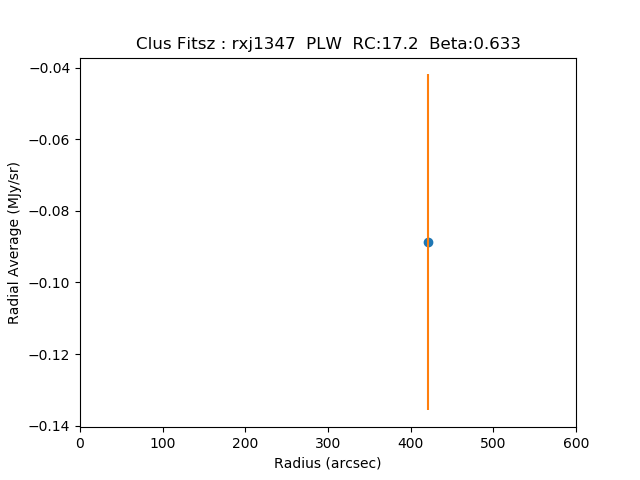 Clus Fitsz : rxj1347  PLW  RC:17.2  Beta:0.633
Radial Average (MJy/sr)
−0.04
−0.06
−0.08
−0.10
−0.12
−0.14
0 100 200 300 400 500 600
Radius (arcsec)